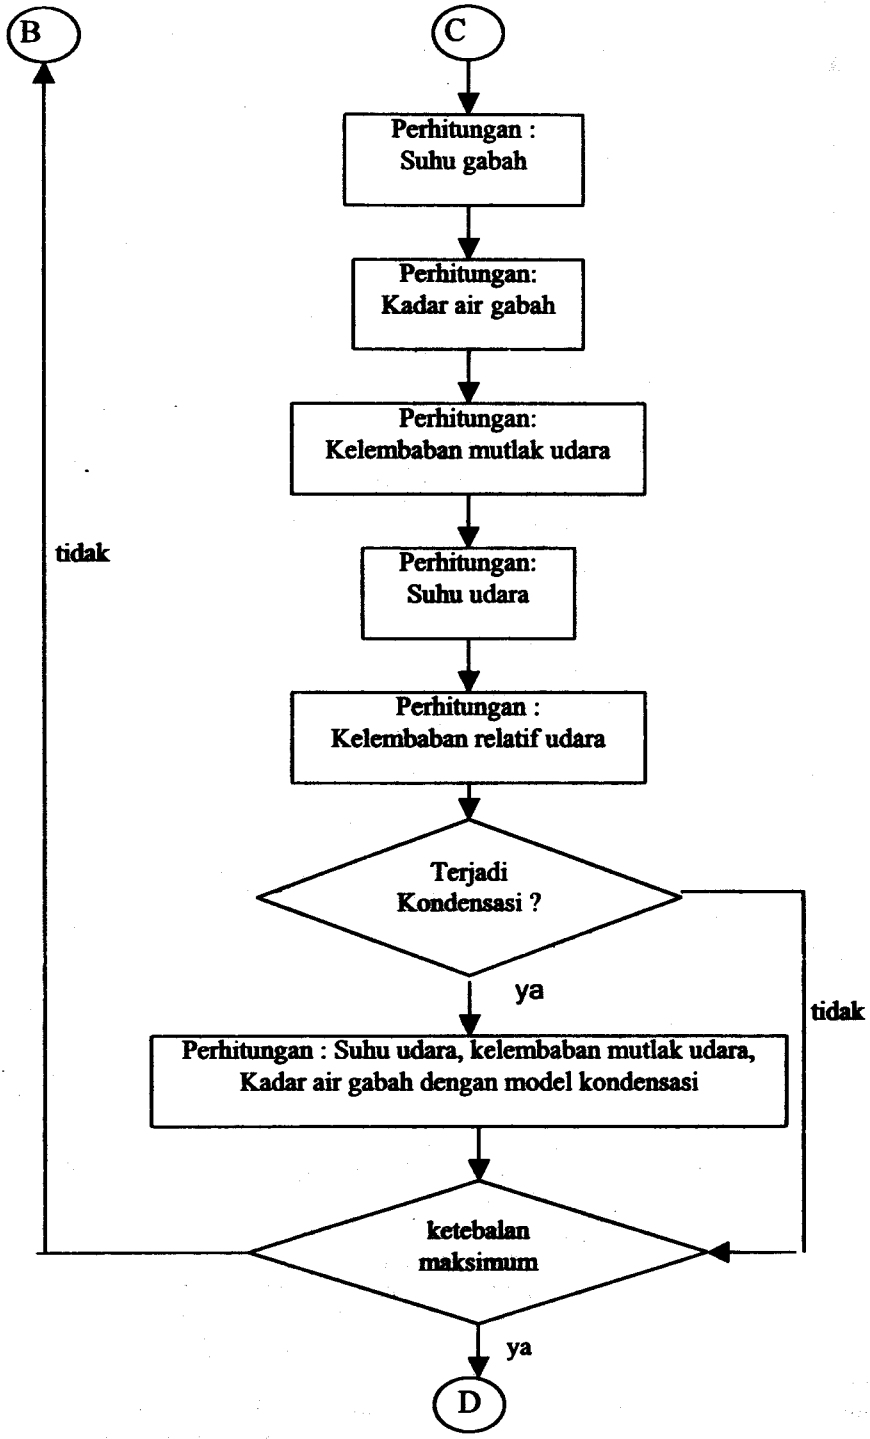 B
C
Perhitungan :
Suhu gabah
Perhitungan:
Kadar air gabah
Perhitungan:
Kelembaban mutlak udara
tidak
Perhitungan:
Suhu udara
Perhitungan :
Kelembaban relatif udara
Terjadi
Kondensasi ?
ya
tidak
Perhitungan : Suhu udara, kelembaban mutlak udara,
Kadar air gabah dengan model kondensasi
ketebalan
maksimum
ya
D